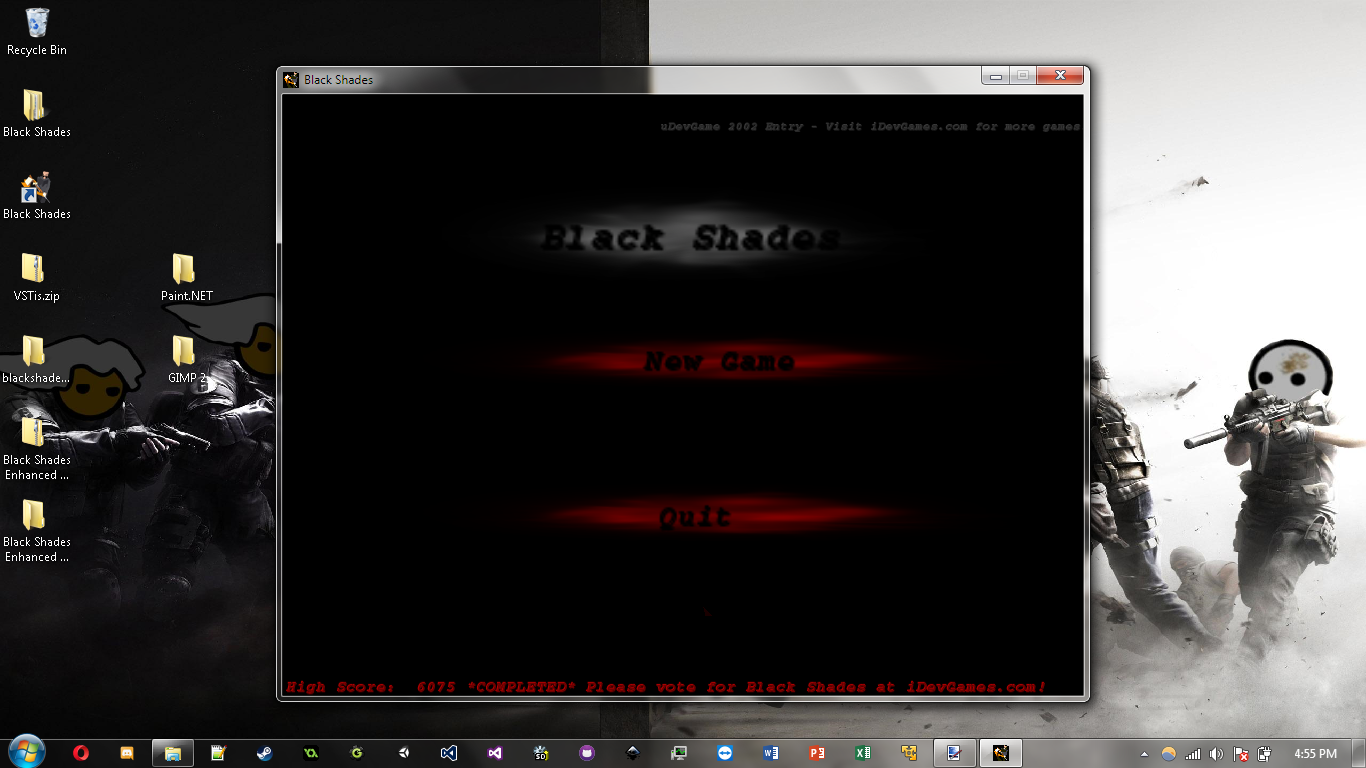 Recycle Bin
Black Shades
Black Shades
VSTis.zip
Paint.NET
blackshade...
GIMP 2
Black Shades
Enhanced ...
Black Shades
Enhanced ...
Black Shades
uDevGame 2002 Entry - Visit iDevGames.com for more games
Black Shades
New Game
Quit
High Score: 6075 *COMPLETED* Please vote for Black Shades at iDevGames.com!
4:55 PM